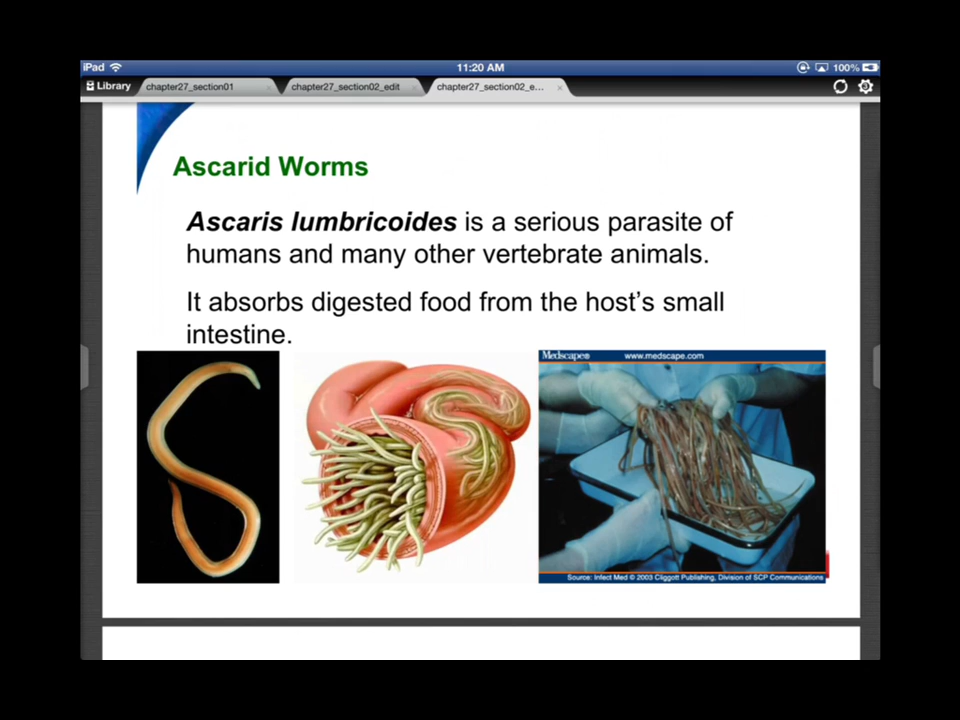 iPad 11:20 AM 100%
Library chapter27_section01 chapter27_section02_edit chapter27_section02_e...
Ascarid Worms
Ascaris lumbricoides is a serious parasite of
humans and many other vertebrate animals.
It absorbs digested food from the host's small
intestine.
Medscape® www.medscape.com
Source: Infect Med © 2003 Cliggott Publishing, Division of SCP Communications